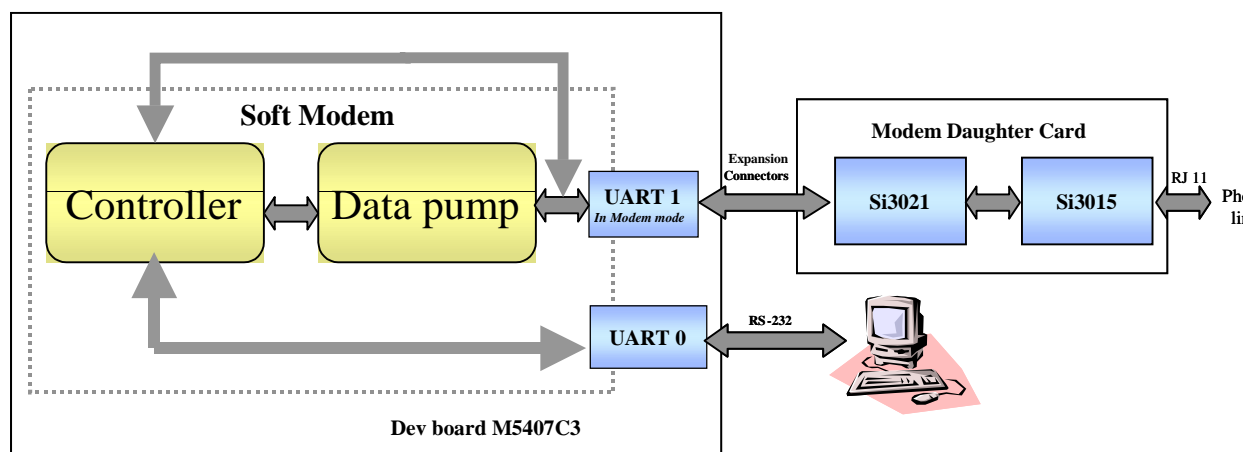 Soft Modem
Controller
Data pump
UART 1
In Modem mode
Expansion
Connectors
Modem Daughter Card
Si3021
Si3015
RJ 11
UART 0
RS-232
Dev board M5407C3